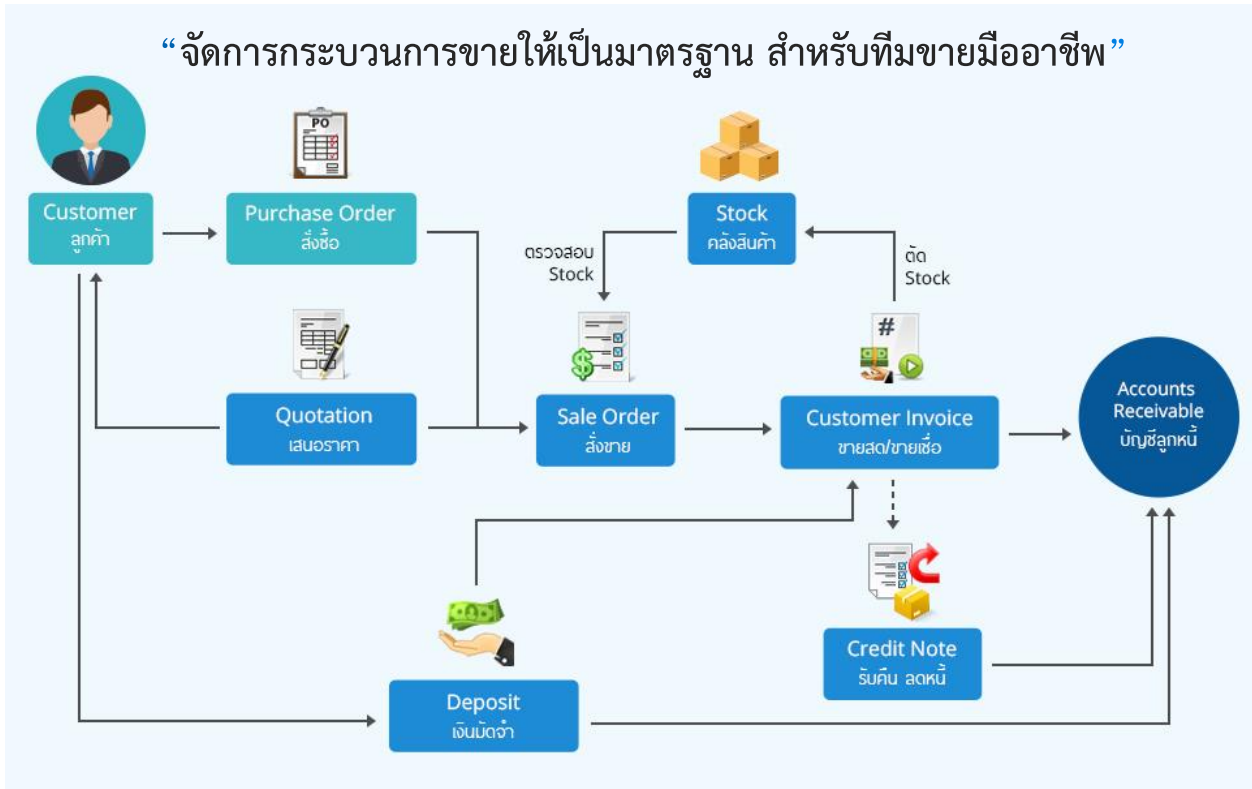 “จัดการกระบวนการขายให้เป็นมาตรฐาน สำหรับทีมขายมืออาชีพ”
PO
Customer
ลูกค้า
Purchase Order
สั่งซื้อ
Stock
คลังสินค้า
ตรวจสอบ
Stock
ตัด
Stock
#
Quotation
เสนอราคา
Sale Order
สั่งขาย
Customer Invoice
ขายสด/ขายเชื่อ
Accounts
Receivable
บัญชีลูกหนี้
Credit Note
รับคืน ลดหนี้
Deposit
เงินมัดจำ